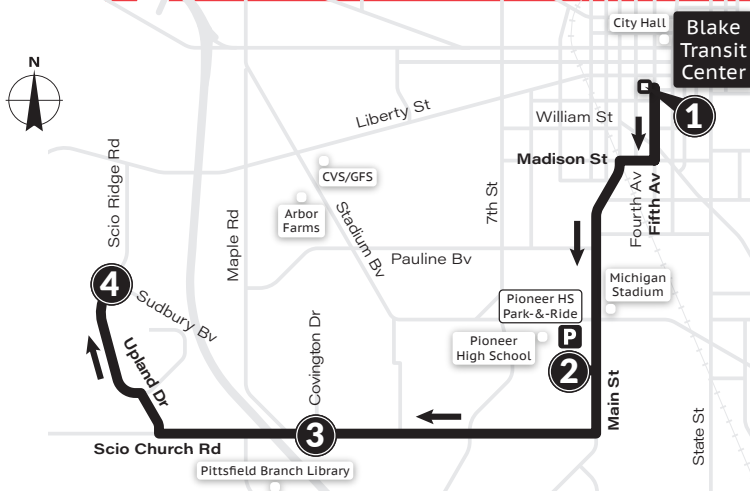 City Hall
Blake
Transit
Center
N
1
William St
Liberty St
Madison St
Scio Ridge Rd
CVS/GFS
Arbor
Farms
Maple Rd
Stadium Bv
7th St
Fourth Av
Fifth Av
Pauline Bv
Michigan
Stadium
4
Sudbury Bv
Pioneer HS
Park-&-Ride
P
Pioneer
High School
2
Upland Dr
Covington Dr
Main St
State St
3
Scio Church Rd
Pittsfield Branch Library